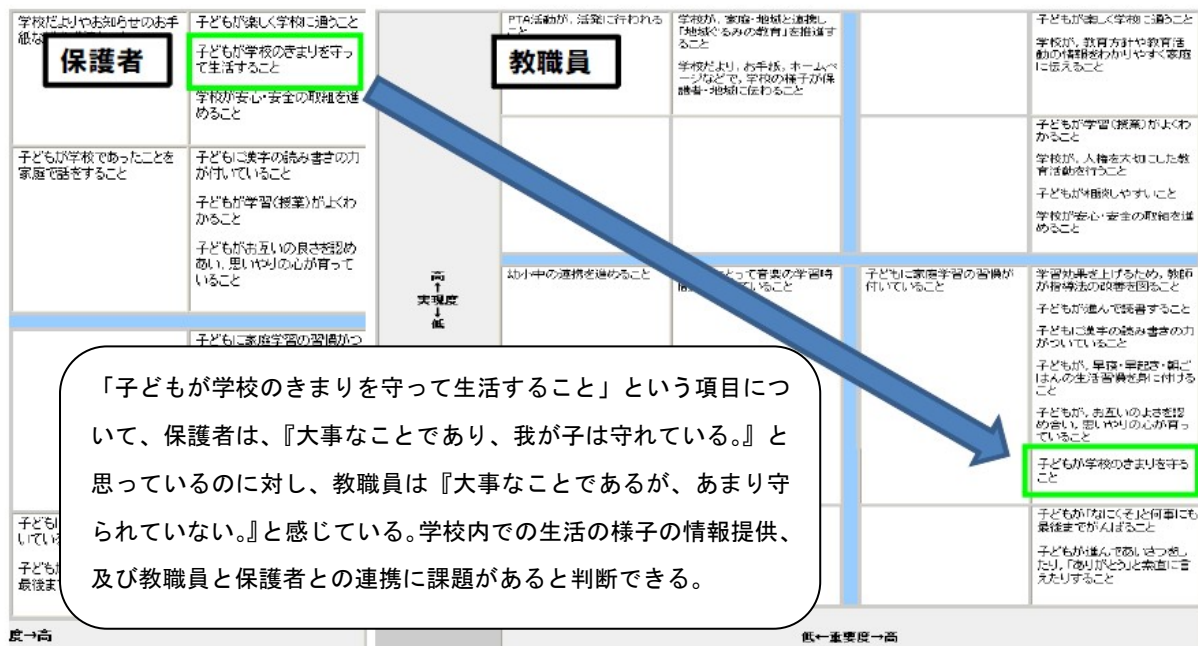 学校だよりやお知らせのお手
保護者
子どもが楽しく学校に通うこと
子どもが学校のきまりを守っ
て生活すること
学校が安心・安全の取組を進
めること
子どもが学校であったことを
家庭で話をすること
子どもに漢字の読み書きの力
が付いていること
子どもが学習(授業)がよくわ
かること
子どもがお互いの良さを認め
あい、思いやりの心が育って
いること
子どもに家庭学習の習慣がつ
度→高
高
↑
実現度
↓
低
教職員
PTA活動が、活発に行われる
学校が、家庭・地域と連携し
「地域ぐるみの教育」を推進す
ること
学校だより、お手紙、ホームペ
ージなどで、学校の様子が保
護者・地域に伝わること
子どもが楽しく学校に通うこと
学校が、教育方針や教育活
動の情報をわかりやすく家庭
に伝えること
子どもが学習(授業)がよくわ
かること
学校が、人権を大切にした教
育活動を行うこと
子どもが相談しやすいこと
学校が安心・安全の取組を進
めること
幼小中の連携を進めること
とって音楽の学習時
いること
子どもに家庭学習の習慣が
付いていること
学習効果を上げるため、教師
が指導法の改善を図ること
子どもが進んで読書すること
子どもに漢字の読み書きの力
がついていること
子どもが、早寝・早起き・朝ご
はんの生活習慣を身に付ける
こと
子どもが、お互いのよさを認
め合い、思いやりの心が育っ
ていること
子どもが学校のきまりを守る
こと
子どもが「なにくそ」と何事にも
最後までがんばること
子どもが進んであいさつをし
たり、「ありがとう」と素直に言
えたりすること
低←重要度→高
「子どもが学校のきまりを守って生活すること」という項目につ
いて、保護者は、『大事なことであり、我が子は守れている。』と
思っているのに対し、教職員は『大事なことであるが、あまり守
られていない。』と感じている。学校内での生活の様子の情報提供、
及び教職員と保護者との連携に課題があると判断できる。